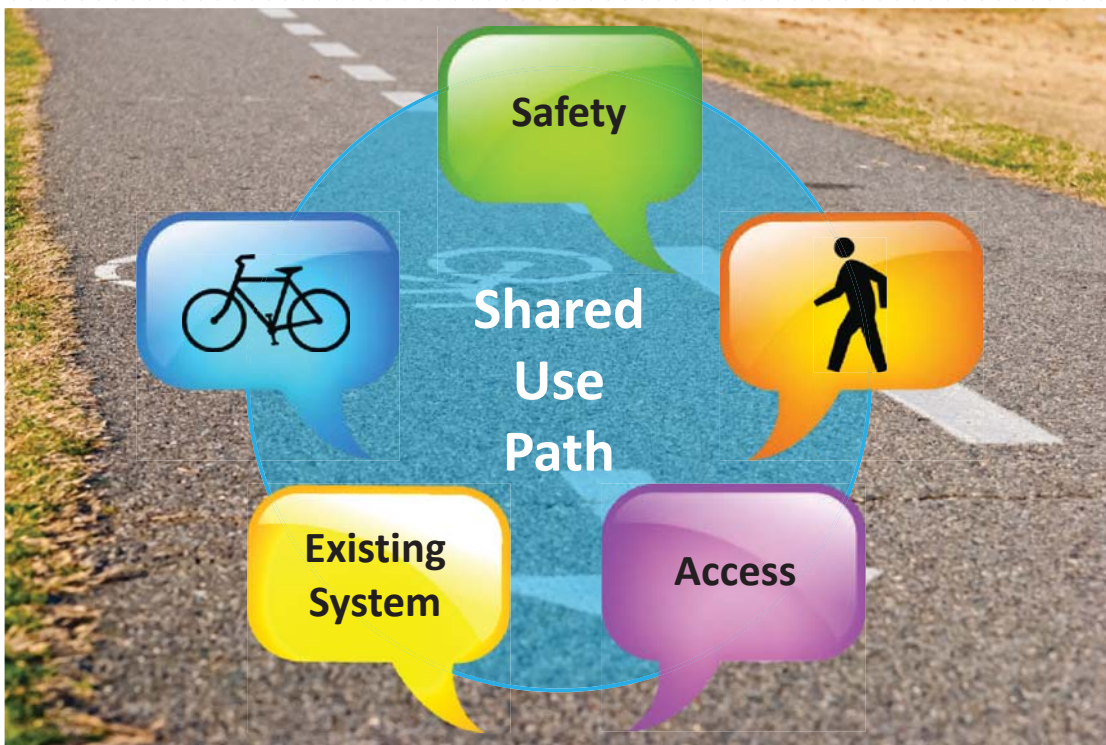 Safety
Shared
Use
Path
Existing
System
Access